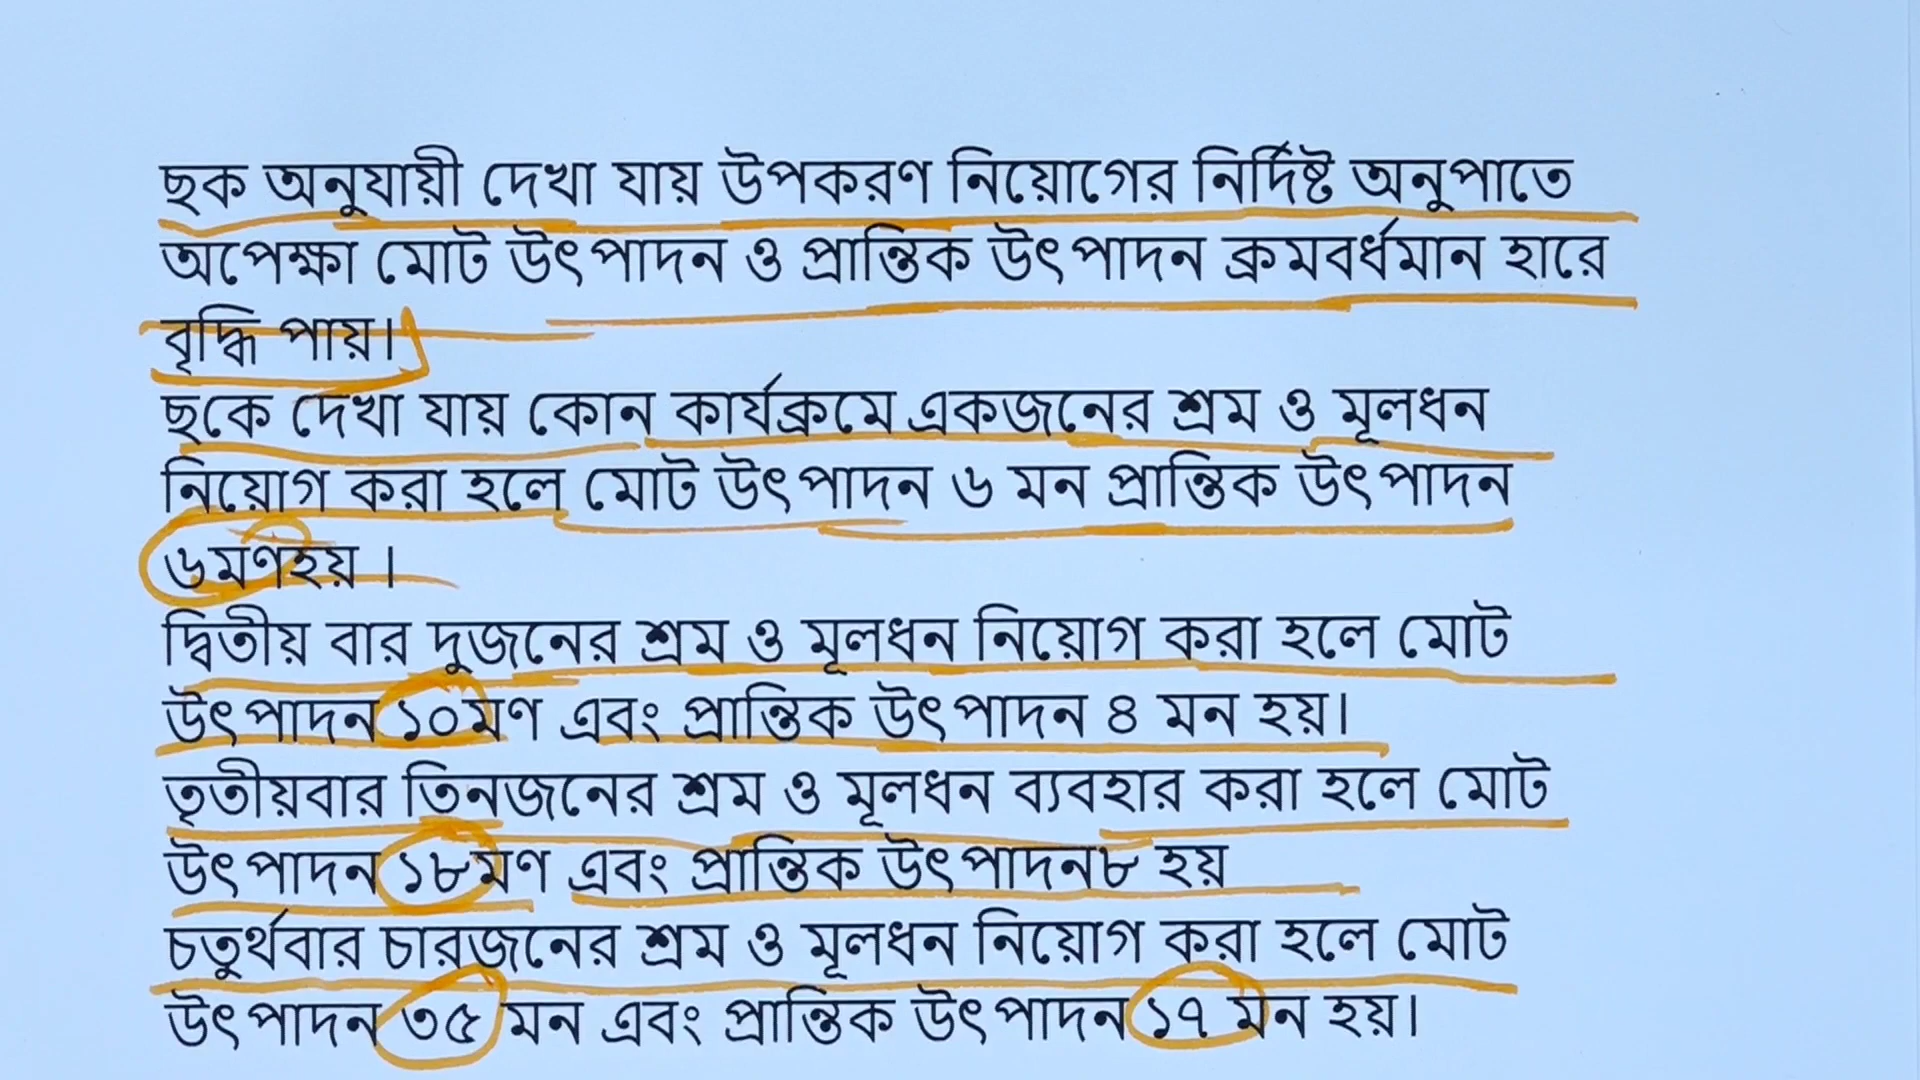 ছক অনুযায়ী দেখা যায় উপকরণ নিয়োগের নির্দিষ্ট অনুপাতে
অপেক্ষা মোট উৎপাদন ও প্রান্তিক উৎপাদন ক্রমবর্ধমান হারে
বৃদ্ধি পায়।
ছকে দেখা যায় কোন কার্যক্রমে একজনের শ্রম ও মূলধন
নিয়োগ করা হলে মোট উৎপাদন ৬ মন প্রান্তিক উৎপাদন
৬মণহয় ।
দ্বিতীয় বার দুজনের শ্রম ও মূলধন নিয়োগ করা হলে মোট
উৎপাদন ১০মণ এবং প্রান্তিক উৎপাদন ৪ মন হয়।
তৃতীয়বার তিনজনের শ্রম ও মূলধন ব্যবহার করা হলে মোট
উৎপাদন ১৮মণ এবং প্রান্তিক উৎপাদন৮ হয়
চতুর্থবার চারজনের শ্রম ও মূলধন নিয়োগ করা হলে মোট
উৎপাদন ৩৫ মন এবং প্রান্তিক উৎপাদন ১৭ মন হয়।